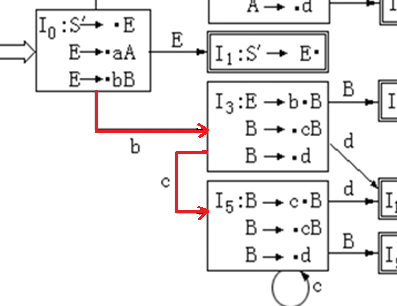 A → ·d
I₀:S′→ ·E
E→·aA
E→·bB
E
I₁:S′→ E·
b
I₃:E→b·B
B →·cB
B →·d
B
d
c
I₅:B→c·B
B →·cB
B →·d
d
B
c